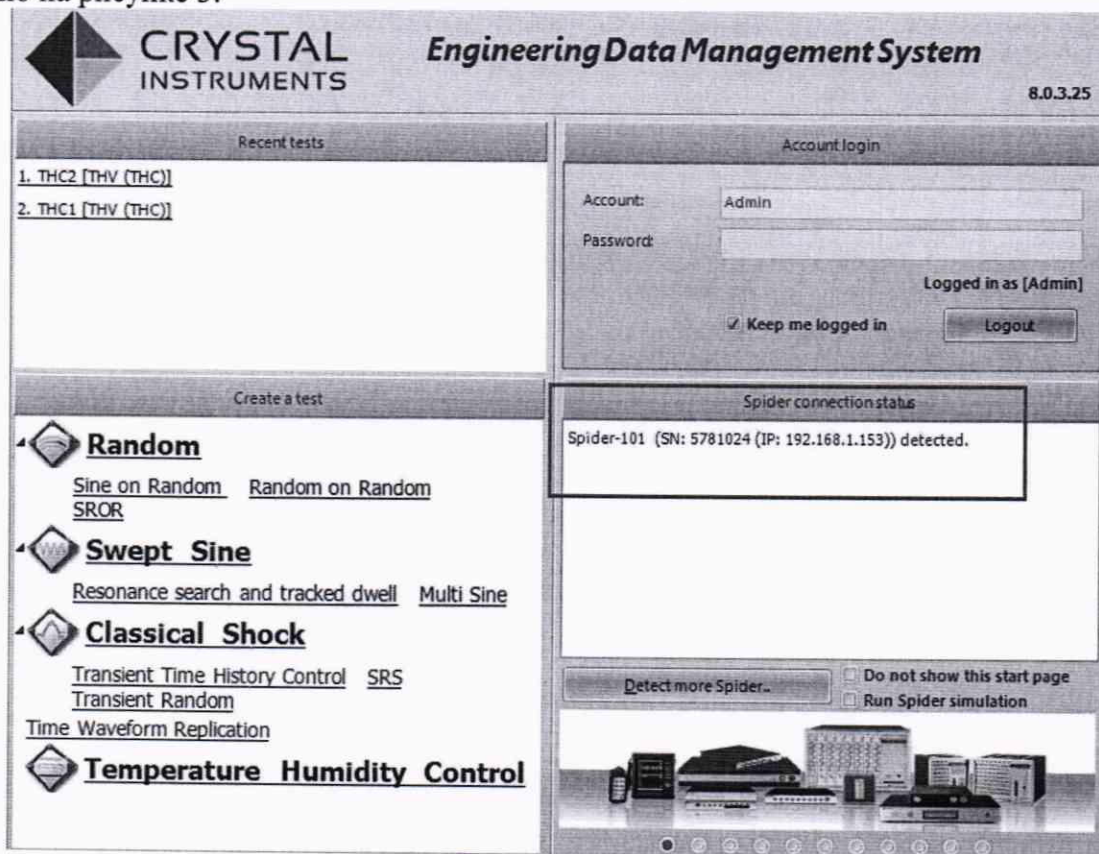 на рисунке 3.
CRYSTAL
INSTRUMENTS
Engineering Data Management System
8.0.3.25
Recent tests
1. THC2 [THV (THC)]
2. THC1 [THV (THC)]
Account login
Account: Admin
Password:
Logged in as [Admin]
Keep me logged in
Logout
Create a test
Random
Sine on Random Random on Random
SROR
Swept Sine
Resonance search and tracked dwell Multi Sine
Classical Shock
Transient Time History Control SRS
Transient Random
Time Waveform Replication
Temperature Humidity Control
Spider connection status
Spider-101 (SN: 5781024 (IP: 192.168.1.153)) detected.
Detect more Spider..
Do not show this start page
Run Spider simulation